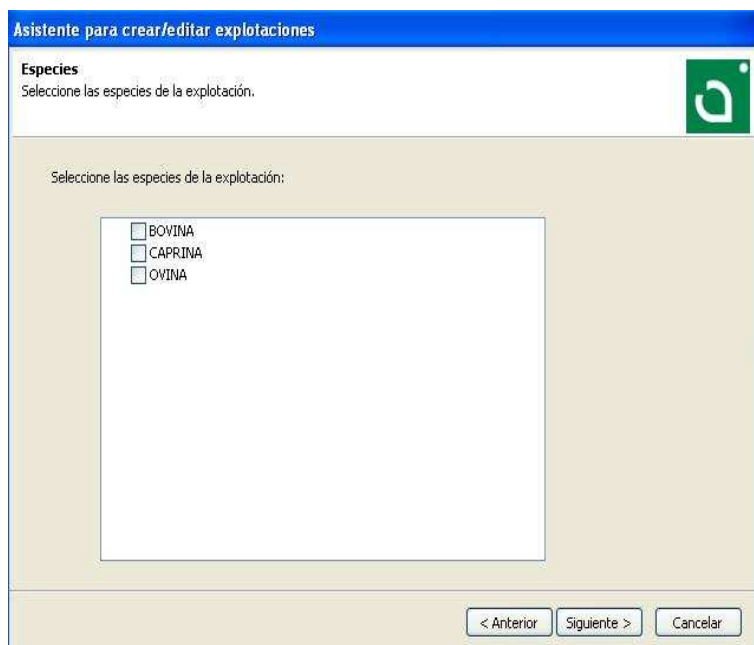 Asistente para crear/editar explotaciones
Especies
Seleccione las especies de la explotación.
Seleccione las especies de la explotación:
BOVINA
CAPRINA
OVINA
< Anterior
Siguiente >
Cancelar